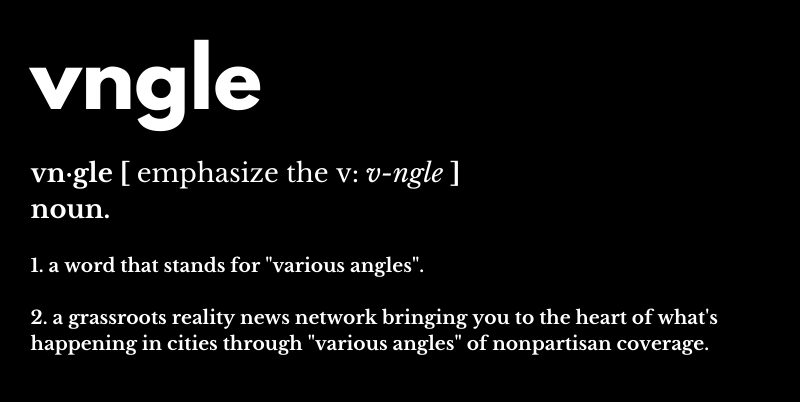 vngle
vn·gle [ emphasize the v: v-ngle ]
noun.
1. a word that stands for "various angles".
2. a grassroots reality news network bringing you to the heart of what's
happening in cities through "various angles" of nonpartisan coverage.